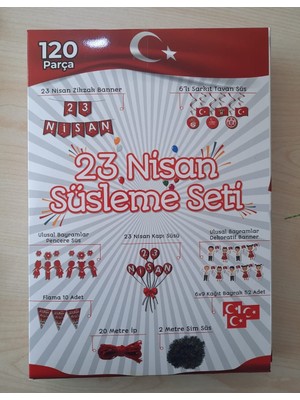 120
Parça
23 Nisan Zikzaklı Banner
6'lı Sarkıt Tavan Süs
23
NİSAN
23 Nisan
Süsleme Seti
Ulusal Bayramlar
Pencere Süs
23 Nisan Kapı Süsü
Ulusal Bayramlar
Dekoratif Banner
23
NİSAN
Flama 10 Adet
6x9 Kağıt Bayrak 52 Adet
20 Metre İp
2 Metre Sim Süs